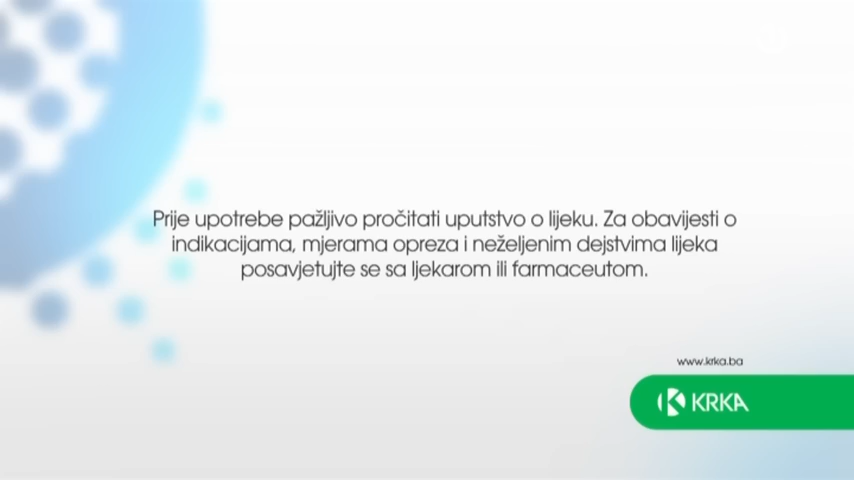 Prije upotrebe pažljivo pročitati uputstvo o lijeku. Za obavijesti o
indikacijama, mjerama opreza i neželjenim dejstvima lijeka
posavjetujte se sa ljekarom ili farmaceutom.
www.krka.ba
KRKA